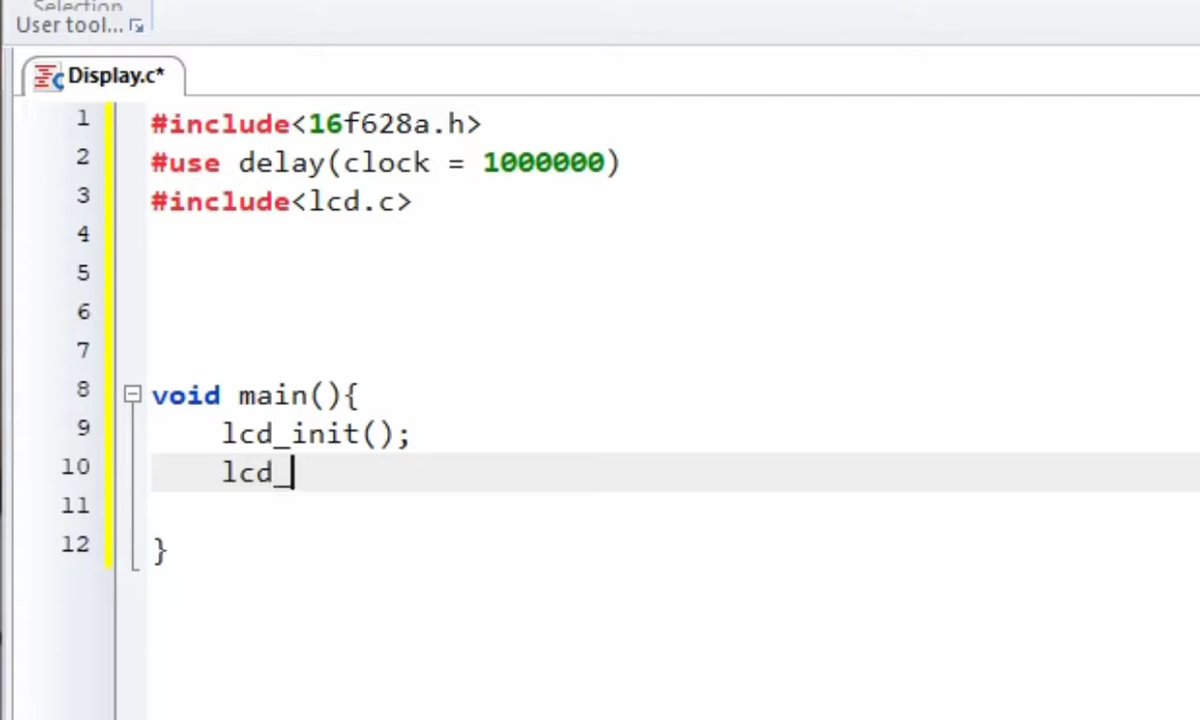 Selection
User tool...
Display.c*
1 #include<16f628a.h>
2 #use delay(clock = 1000000)
3 #include<lcd.c>
4
5
6
7
8 void main(){
9 lcd_init();
10 lcd_
11
12 }